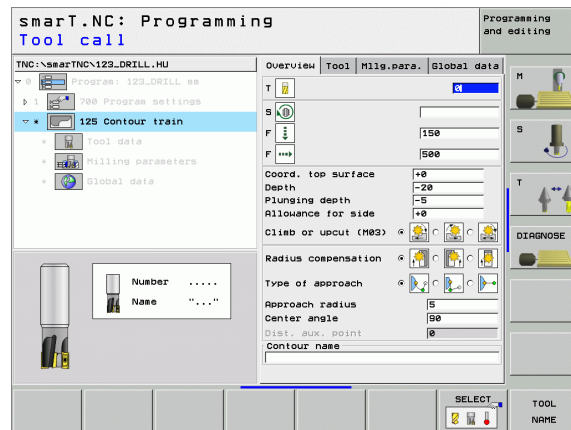 smarT.NC: Programming
Tool call
Programming
and editing
TNC:\smarTNC\123_DRILL.HU
0 Program: 123_DRILL mm
1 700 Program settings
* 125 Contour train
* Tool data
* Milling parameters
* Global data
Number .....
Name "..."
Overview Tool Mllg.para. Global data
T 0
S
F 150
F 500
Coord. top surface +0
Depth -20
Plunging depth -5
Allowance for side +0
Climb or upcut (M03)
Radius compensation
Type of approach
Approach radius 5
Center angle 90
Dist. aux. point 0
Contour name
M
S
T
DIAGNOSE
SELECT
TOOL
NAME